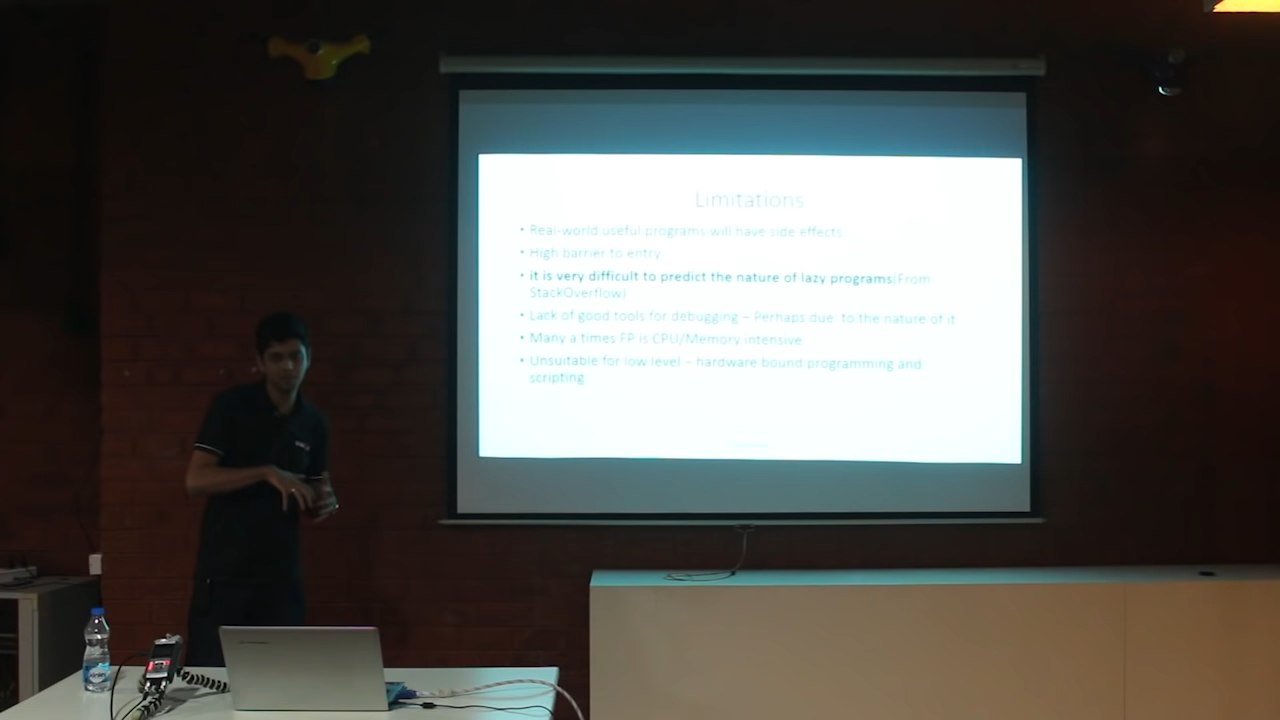 Limitations
• Real-world useful programs will have side effects.
• High barrier to entry
• it is very difficult to predict the nature of lazy programs(From
StackOverflow)
• Lack of good tools for debugging – Perhaps due to the nature of it
• Many a times FP is CPU/Memory intensive
• Unsuitable for low level – hardware bound programming and
scripting